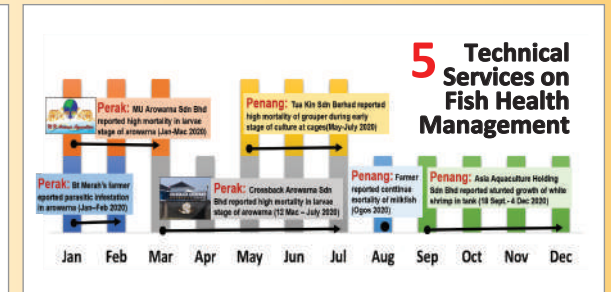 5 Technical
Services on
Fish Health
Management
Perak: MU Arowana Sdn Bhd
reported high mortality in larvae
stage of arowana (Jan-Mac 2020)
Penang: Tua Kin Sdn Berhad reported
high mortality of grouper during early
stage of culture at cages(May-July 2020)
Perak: Bt Merah's farmer
reported parasitic infestation
in arowana (Jan-Feb 2020)
Perak: Crossback Arowana Sdn
Bhd reported high mortality in larvae
stage of arowana (12 Mac – July 2020)
Penang: Farmer
reported continue
mortality of milkfish
(Ogos 2020)
Penang: Asia Aquaculture Holding
Sdn Bhd reported stunted growth of white
shrimp in tank (18 Sept.- 4 Dec 2020)
Jan Feb Mar Apr May Jun Jul Aug Sep Oct Nov Dec